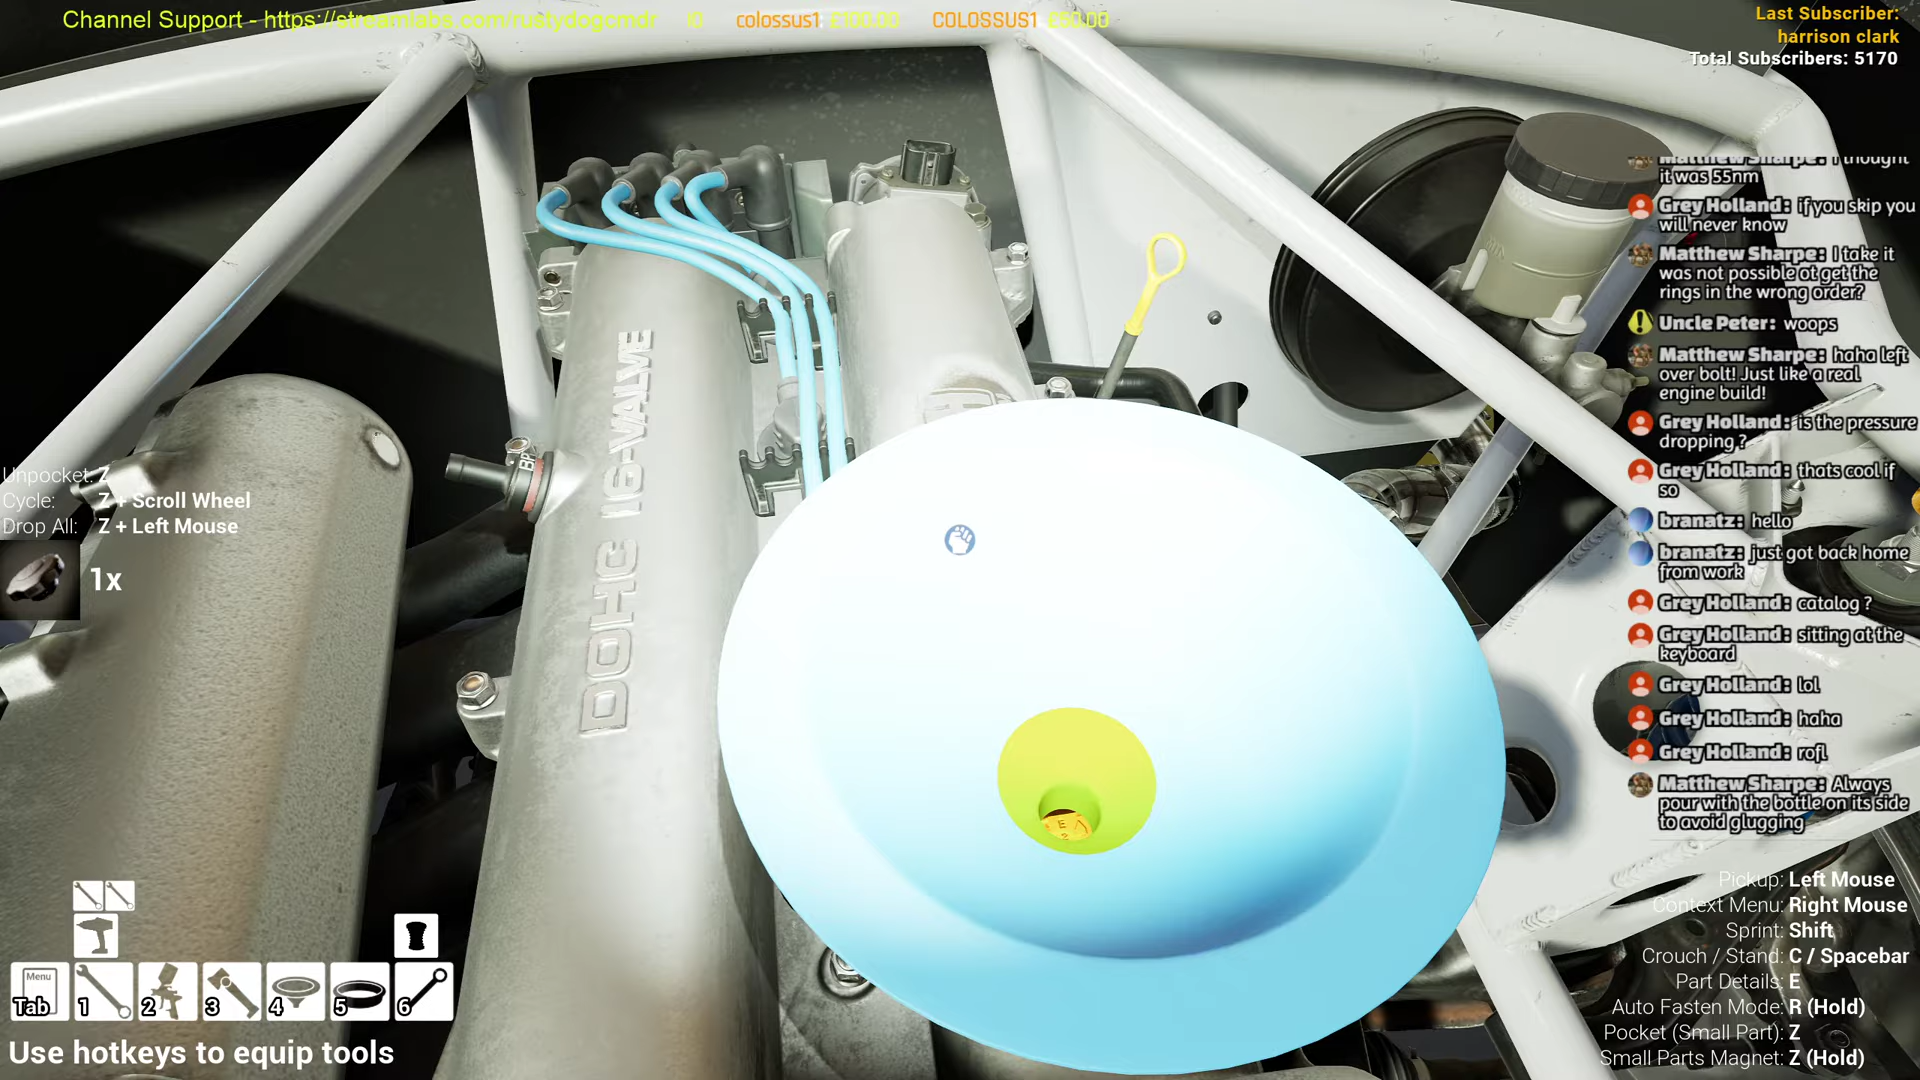 Channel Support - https://streamlabs.com/rustydogcmdr
colossus1 £100.00
COLOSSUS1 £50.00
Last Subscriber:
harrison clark
Total Subscribers: 5170
Matthew Sharpe: I thought
it was 55nm
Grey Holland: if you skip you
will never know
Matthew Sharpe: I take it
was not possible ot get the
rings in the wrong order?
Uncle Peter: woops
Matthew Sharpe: haha left
over bolt! Just like a real
engine build!
Grey Holland: is the pressure
dropping ?
Grey Holland: thats cool if
so
branatz: hello
branatz: just got back home
from work
Grey Holland: catalog ?
Grey Holland: sitting at the
keyboard
Grey Holland: lol
Grey Holland: haha
Grey Holland: rofl
Matthew Sharpe: Always
pour with the bottle on its side
to avoid glugging
DOHC 16-VALVE
BP
Unpocket: Z
Cycle: Z + Scroll Wheel
Drop All: Z + Left Mouse
1x
Menu
Tab 1 2 3 4 5 6
Use hotkeys to equip tools
Pickup: Left Mouse
Context Menu: Right Mouse
Sprint: Shift
Crouch / Stand: C / Spacebar
Part Details: E
Auto Fasten Mode: R (Hold)
Pocket (Small Part): Z
Small Parts Magnet: Z (Hold)